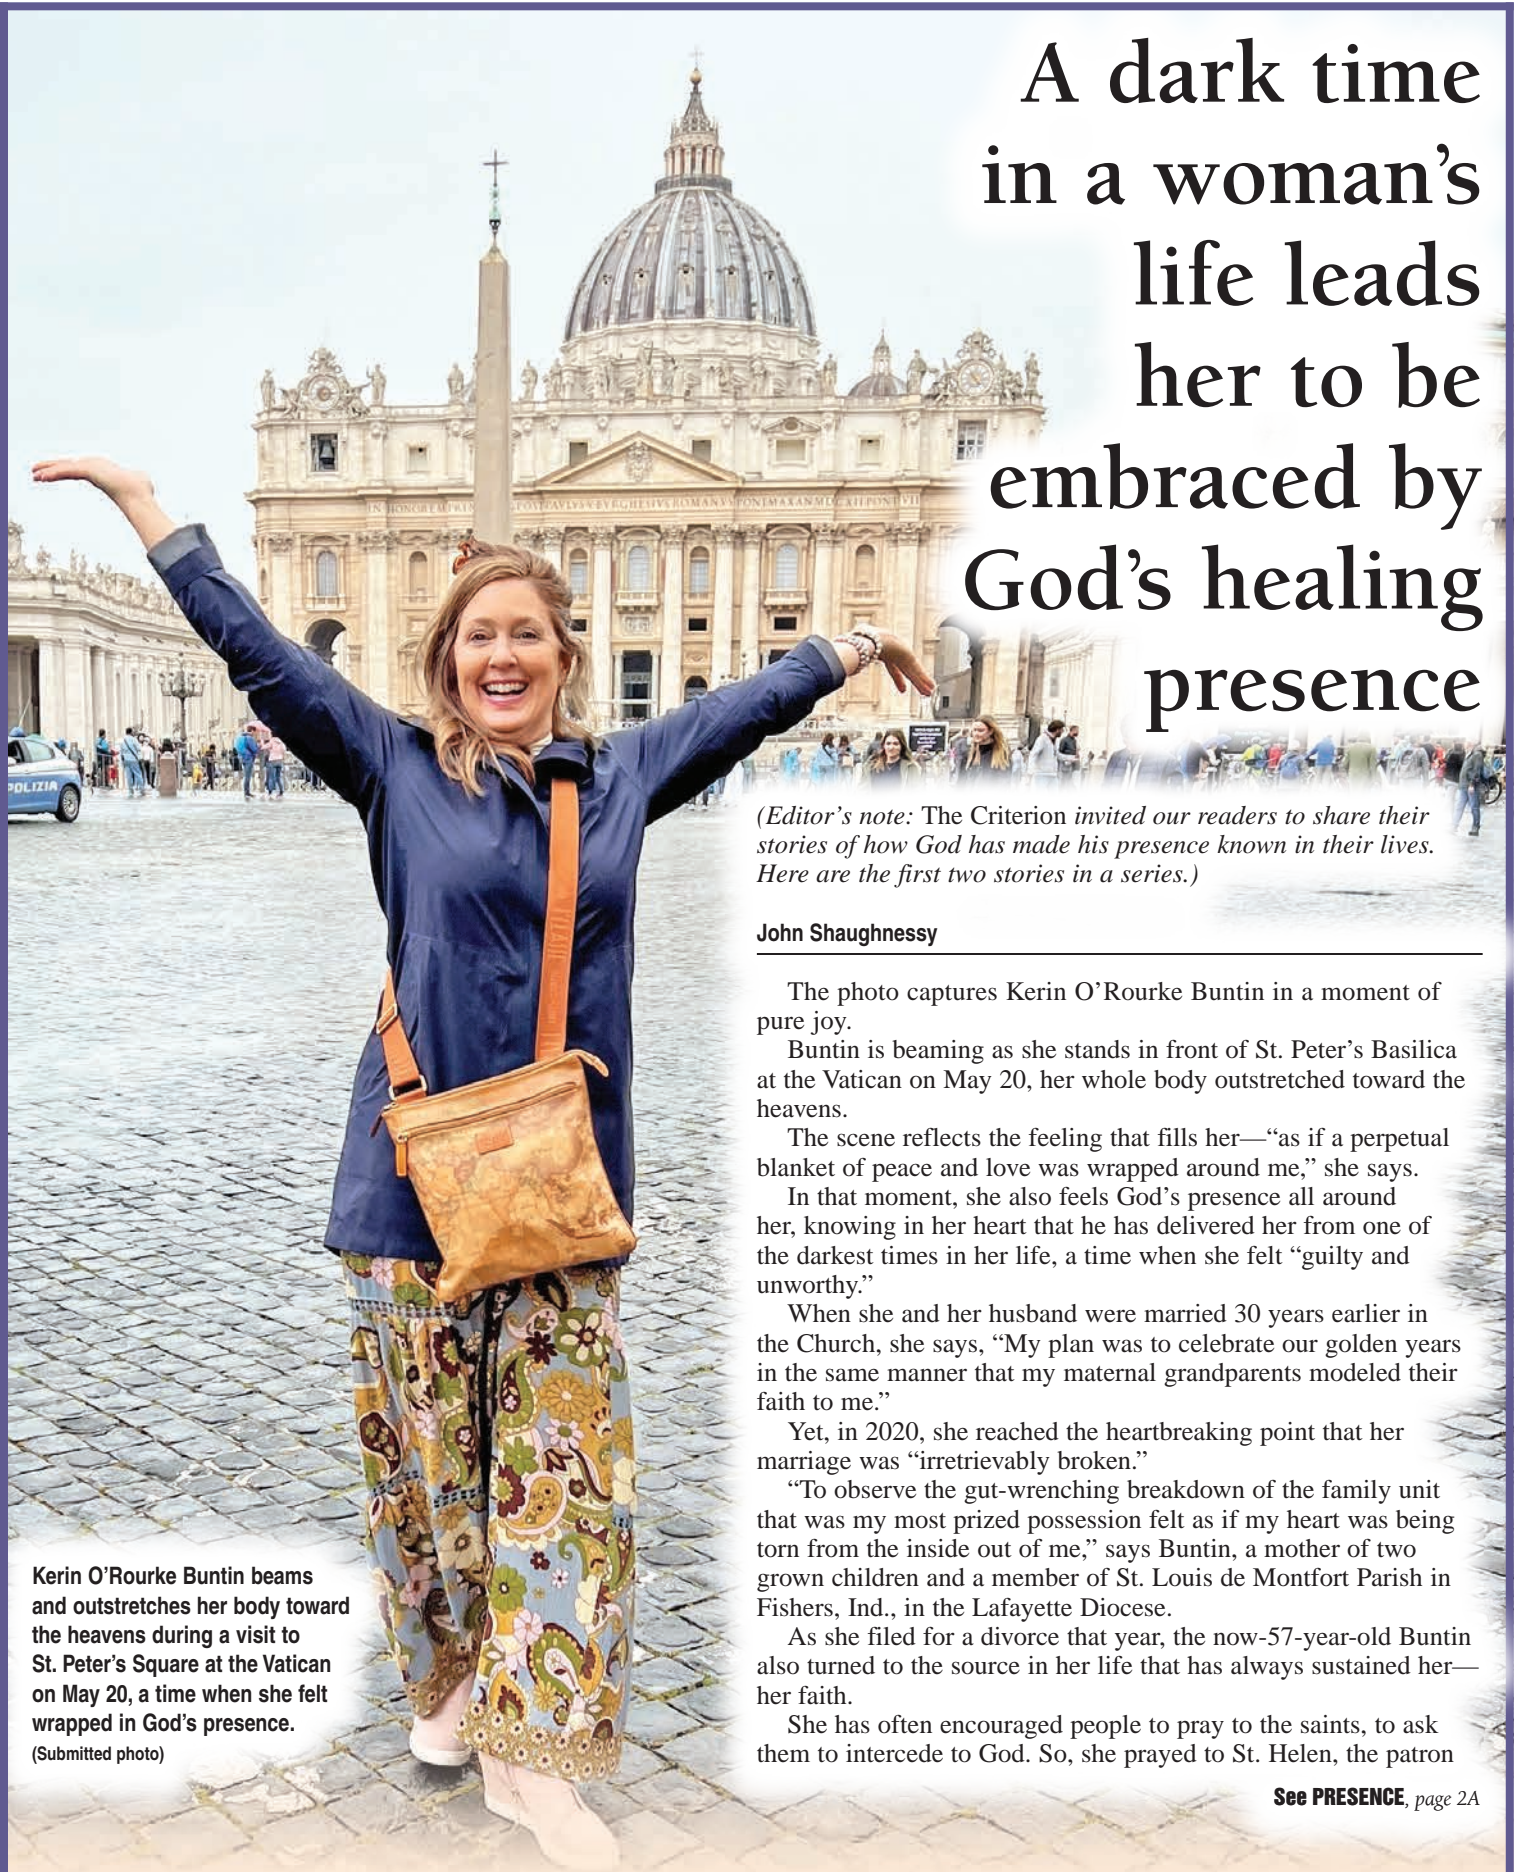 A dark time
in a woman’s
life leads
her to be
embraced by
God’s healing
presence
POLIZIA
(Editor’s note: The Criterion invited our readers to share their
stories of how God has made his presence known in their lives.
Here are the first two stories in a series.)
John Shaughnessy
The photo captures Kerin O’Rourke Buntin in a moment of
pure joy.
Buntin is beaming as she stands in front of St. Peter’s Basilica
at the Vatican on May 20, her whole body outstretched toward the
heavens.
The scene reflects the feeling that fills her—“as if a perpetual
blanket of peace and love was wrapped around me,” she says.
In that moment, she also feels God’s presence all around
her, knowing in her heart that he has delivered her from one of
the darkest times in her life, a time when she felt “guilty and
unworthy.”
When she and her husband were married 30 years earlier in
the Church, she says, “My plan was to celebrate our golden years
in the same manner that my maternal grandparents modeled their
faith to me.”
Yet, in 2020, she reached the heartbreaking point that her
marriage was “irretrievably broken.”
“To observe the gut-wrenching breakdown of the family unit
that was my most prized possession felt as if my heart was being
torn from the inside out of me,” says Buntin, a mother of two
grown children and a member of St. Louis de Montfort Parish in
Fishers, Ind., in the Lafayette Diocese.
As she filed for a divorce that year, the now-57-year-old Buntin
also turned to the source in her life that has always sustained her—
her faith.
She has often encouraged people to pray to the saints, to ask
them to intercede to God. So, she prayed to St. Helen, the patron
See PRESENCE, page 2A
Kerin O’Rourke Buntin beams
and outstretches her body toward
the heavens during a visit to
St. Peter’s Square at the Vatican
on May 20, a time when she felt
wrapped in God’s presence.
(Submitted photo)